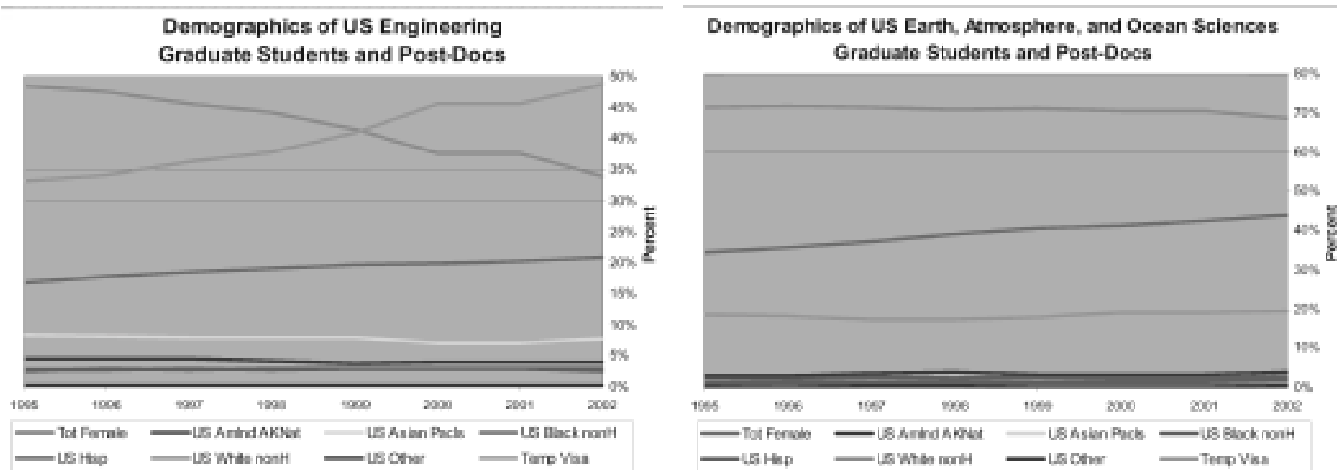 Demographics of US Engineering
Graduate Students and Post-Docs
50%
45%
40%
35%
30%
25%
20%
15%
10%
5%
0%
Percent
1995 1996 1997 1998 1999 2000 2001 2002
Tot Female US AmInd AKNat US Asian PacIs US Black nonH
US Hisp US White nonH US Other Temp Visa
Demographics of US Earth, Atmosphere, and Ocean Sciences
Graduate Students and Post-Docs
80%
70%
60%
50%
40%
30%
20%
10%
0%
Percent
1995 1996 1997 1998 1999 2000 2001 2002
Tot Female US AmInd AKNat US Asian PacIs US Black nonH
US Hisp US White nonH US Other Temp Visa